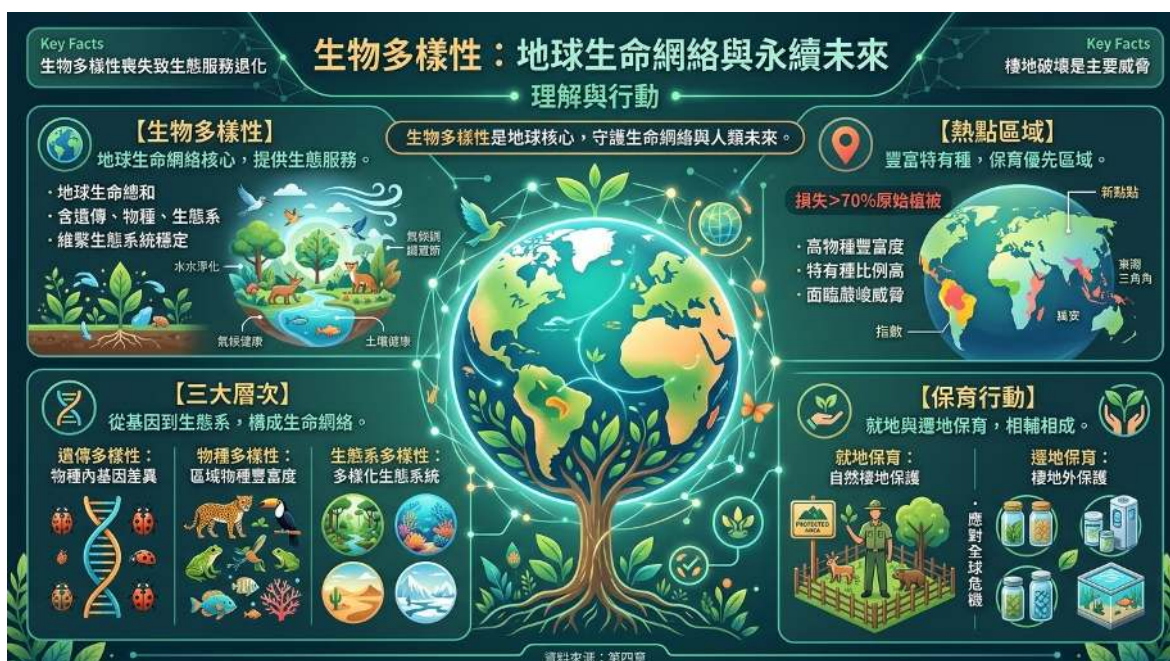 Key Facts
生物多樣性喪失致生態服務退化
生物多樣性：地球生命網絡與永續未來
理解與行動
Key Facts
棲地破壞是主要威脅
生物多樣性是地球核心，守護生命網絡與人類未來。
【生物多樣性】
地球生命網絡核心，提供生態服務。
・地球生命總和
・含遺傳、物種、生態系
・維繫生態系統穩定
水水淨化
氣候健康
土壤健康
【熱點區域】
豐富特有種，保育優先區域。
損失>70%原始植被
・高物種豐富度
・特有種比例高
・面臨嚴峻威脅
新點點
三角角
指數
【三大層次】
從基因到生態系，構成生命網絡。
遺傳多樣性：
物種內基因差異
物種多樣性：
區域物種豐富度
生態系多樣性：
多樣化生態系統
【保育行動】
就地與遷地保育，相輔相成。
就地保育：
自然棲地保護
PROTECTED
AREA
・應對全球危機
遷地保育：
棲地外保護
資料來源：第四章